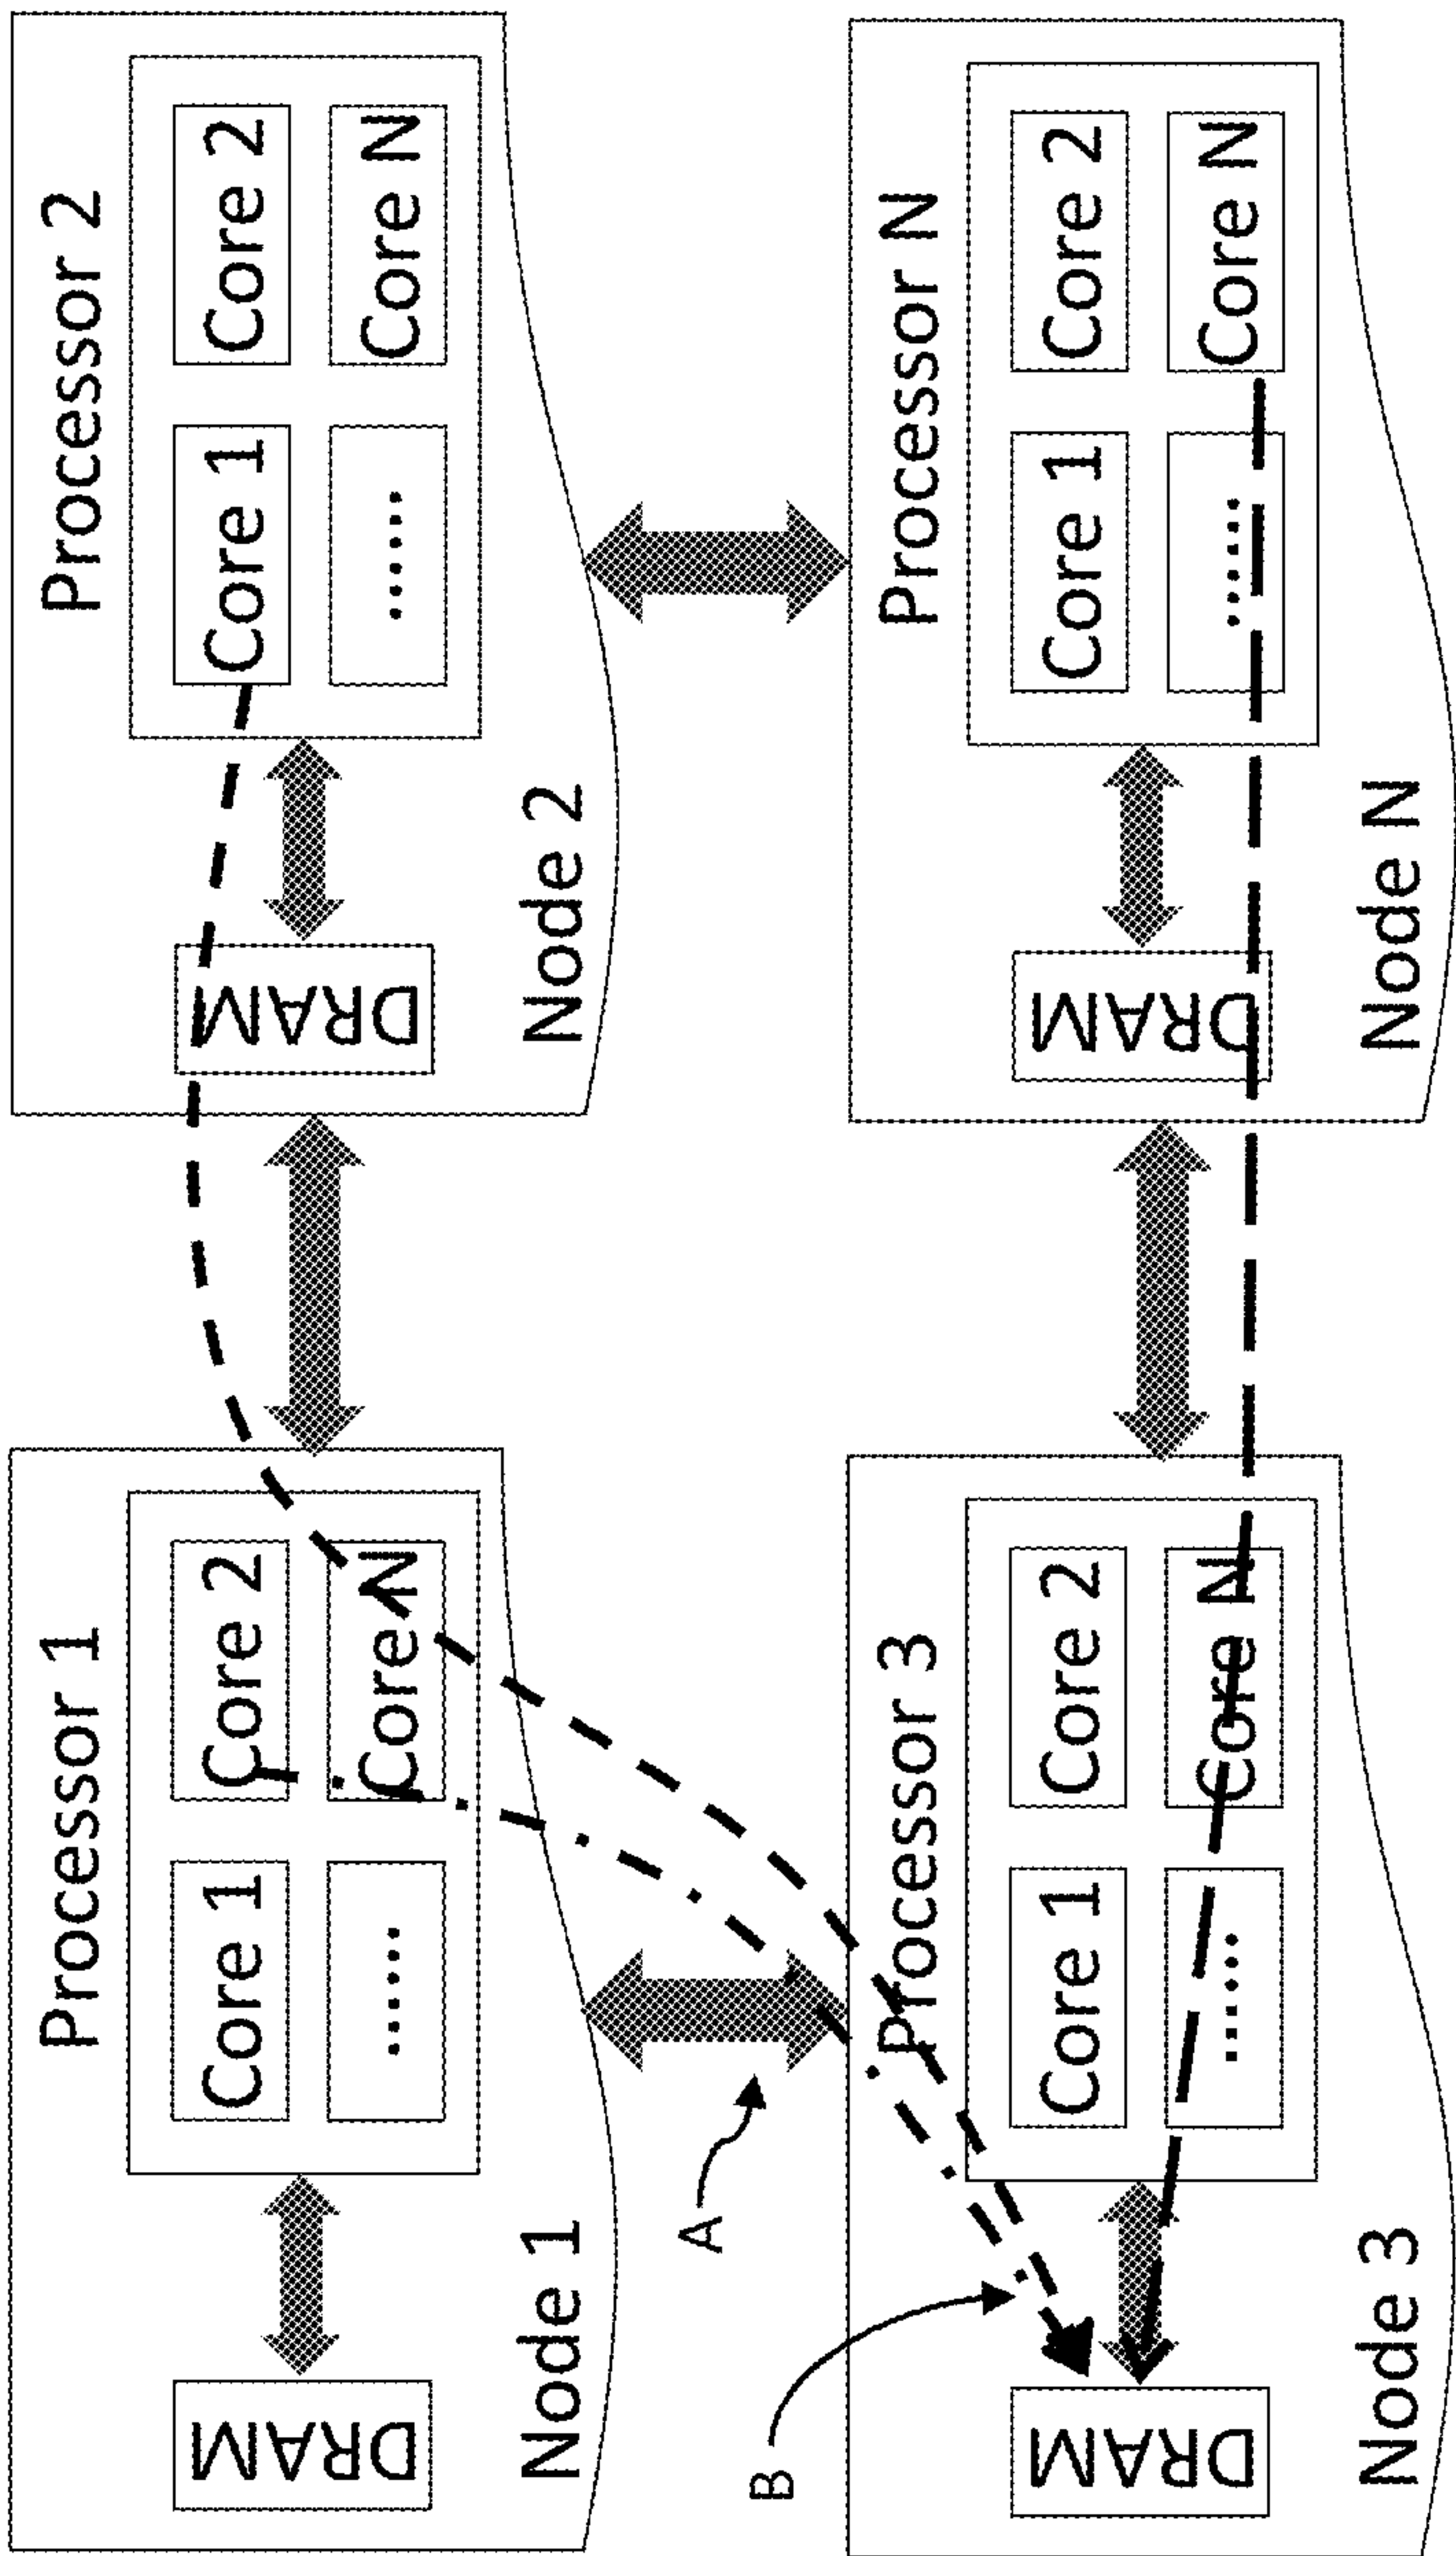 Processor 1
Core 1
Core 2
......
Core N
DRAM
Node 1
Processor 2
Core 1
Core 2
......
Core N
DRAM
Node 2
A
B
Processor 3
Core 1
Core 2
......
Core N
DRAM
Node 3
Processor N
Core 1
Core 2
......
Core N
DRAM
Node N